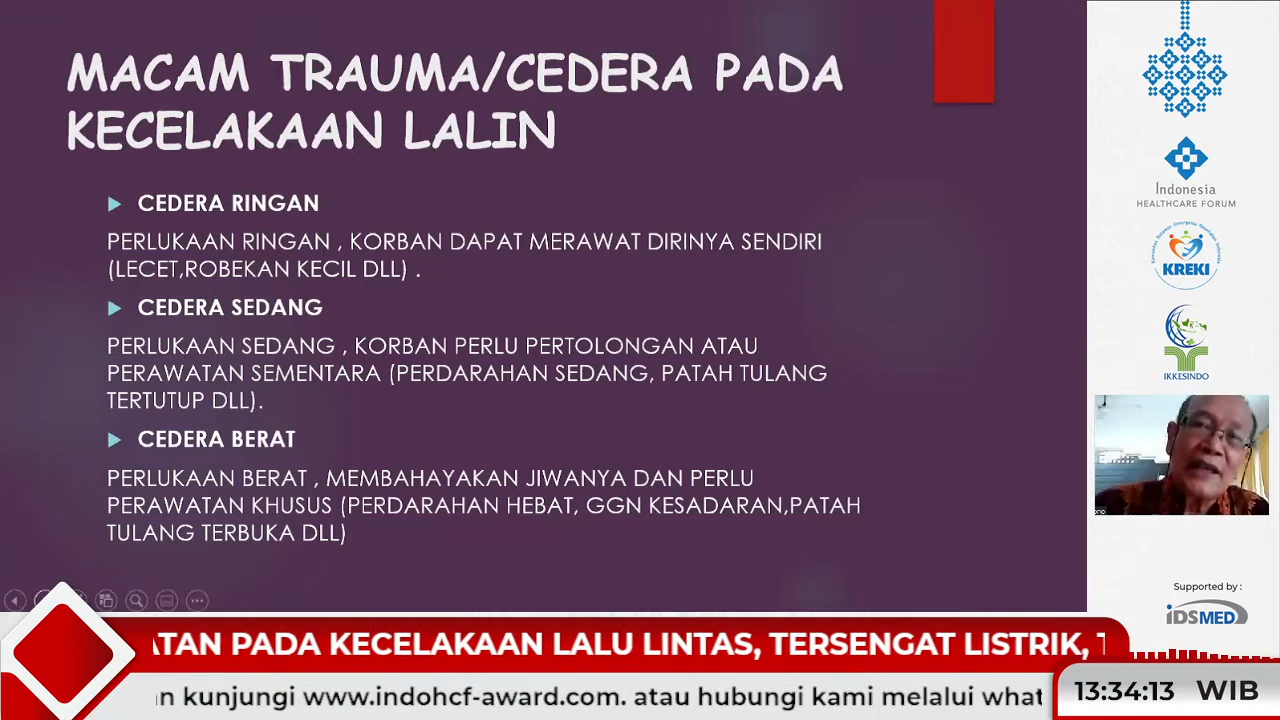 MACAM TRAUMA/CEDERA PADA
KECELAKAAN LALIN
CEDERA RINGAN
PERLUKAAN RINGAN , KORBAN DAPAT MERAWAT DIRINYA SENDIRI
(LECET,ROBEKAN KECIL DLL) .
CEDERA SEDANG
PERLUKAAN SEDANG , KORBAN PERLU PERTOLONGAN ATAU
PERAWATAN SEMENTARA (PERDARAHAN SEDANG, PATAH TULANG
TERTUTUP DLL).
CEDERA BERAT
PERLUKAAN BERAT , MEMBAHAYAKAN JIWANYA DAN PERLU
PERAWATAN KHUSUS (PERDARAHAN HEBAT, GGN KESADARAN,PATAH
TULANG TERBUKA DLL)
Indonesia
HEALTHCARE FORUM
KREKI
IKKESINDO
Supported by :
iDSMED
ATAN PADA KECELAKAAN LALU LINTAS, TERSENGAT LISTRIK,
kunjungi www.indohcf-award.com. atau hubungi kami melalui what
13:34:13 WIB